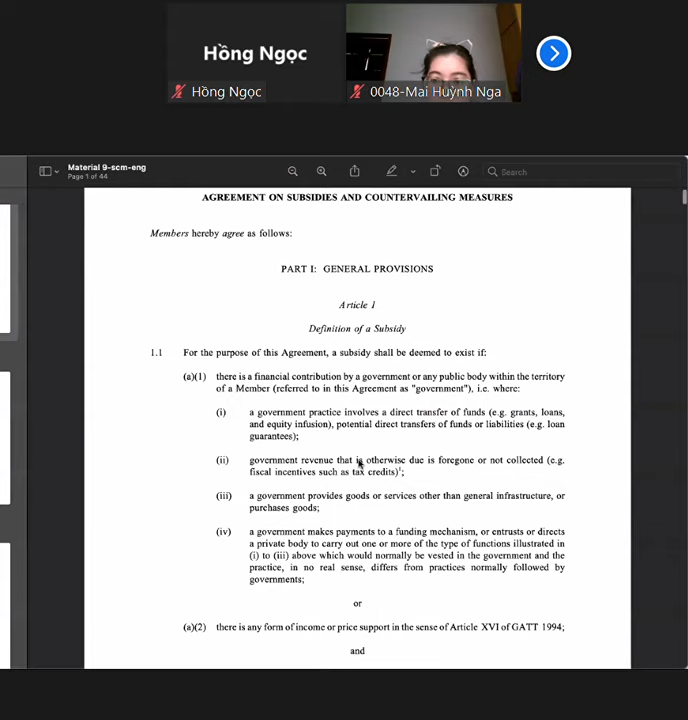 Hồng Ngọc
Hồng Ngọc
0048-Mai Huỳnh Nga
Material 9-scm-eng
Page 1 of 44
Search
AGREEMENT ON SUBSIDIES AND COUNTERVAILING MEASURES
Members hereby agree as follows:
PART I: GENERAL PROVISIONS
Article 1
Definition of a Subsidy
1.1 For the purpose of this Agreement, a subsidy shall be deemed to exist if:
(a)(1) there is a financial contribution by a government or any public body within the territory
of a Member (referred to in this Agreement as "government"), i.e. where:
(i) a government practice involves a direct transfer of funds (e.g. grants, loans,
and equity infusion), potential direct transfers of funds or liabilities (e.g. loan
guarantees);
(ii) government revenue that is otherwise due is foregone or not collected (e.g.
fiscal incentives such as tax credits)¹;
(iii) a government provides goods or services other than general infrastructure, or
purchases goods;
(iv) a government makes payments to a funding mechanism, or entrusts or directs
a private body to carry out one or more of the type of functions illustrated in
(i) to (iii) above which would normally be vested in the government and the
practice, in no real sense, differs from practices normally followed by
governments;
or
(a)(2) there is any form of income or price support in the sense of Article XVI of GATT 1994;
and